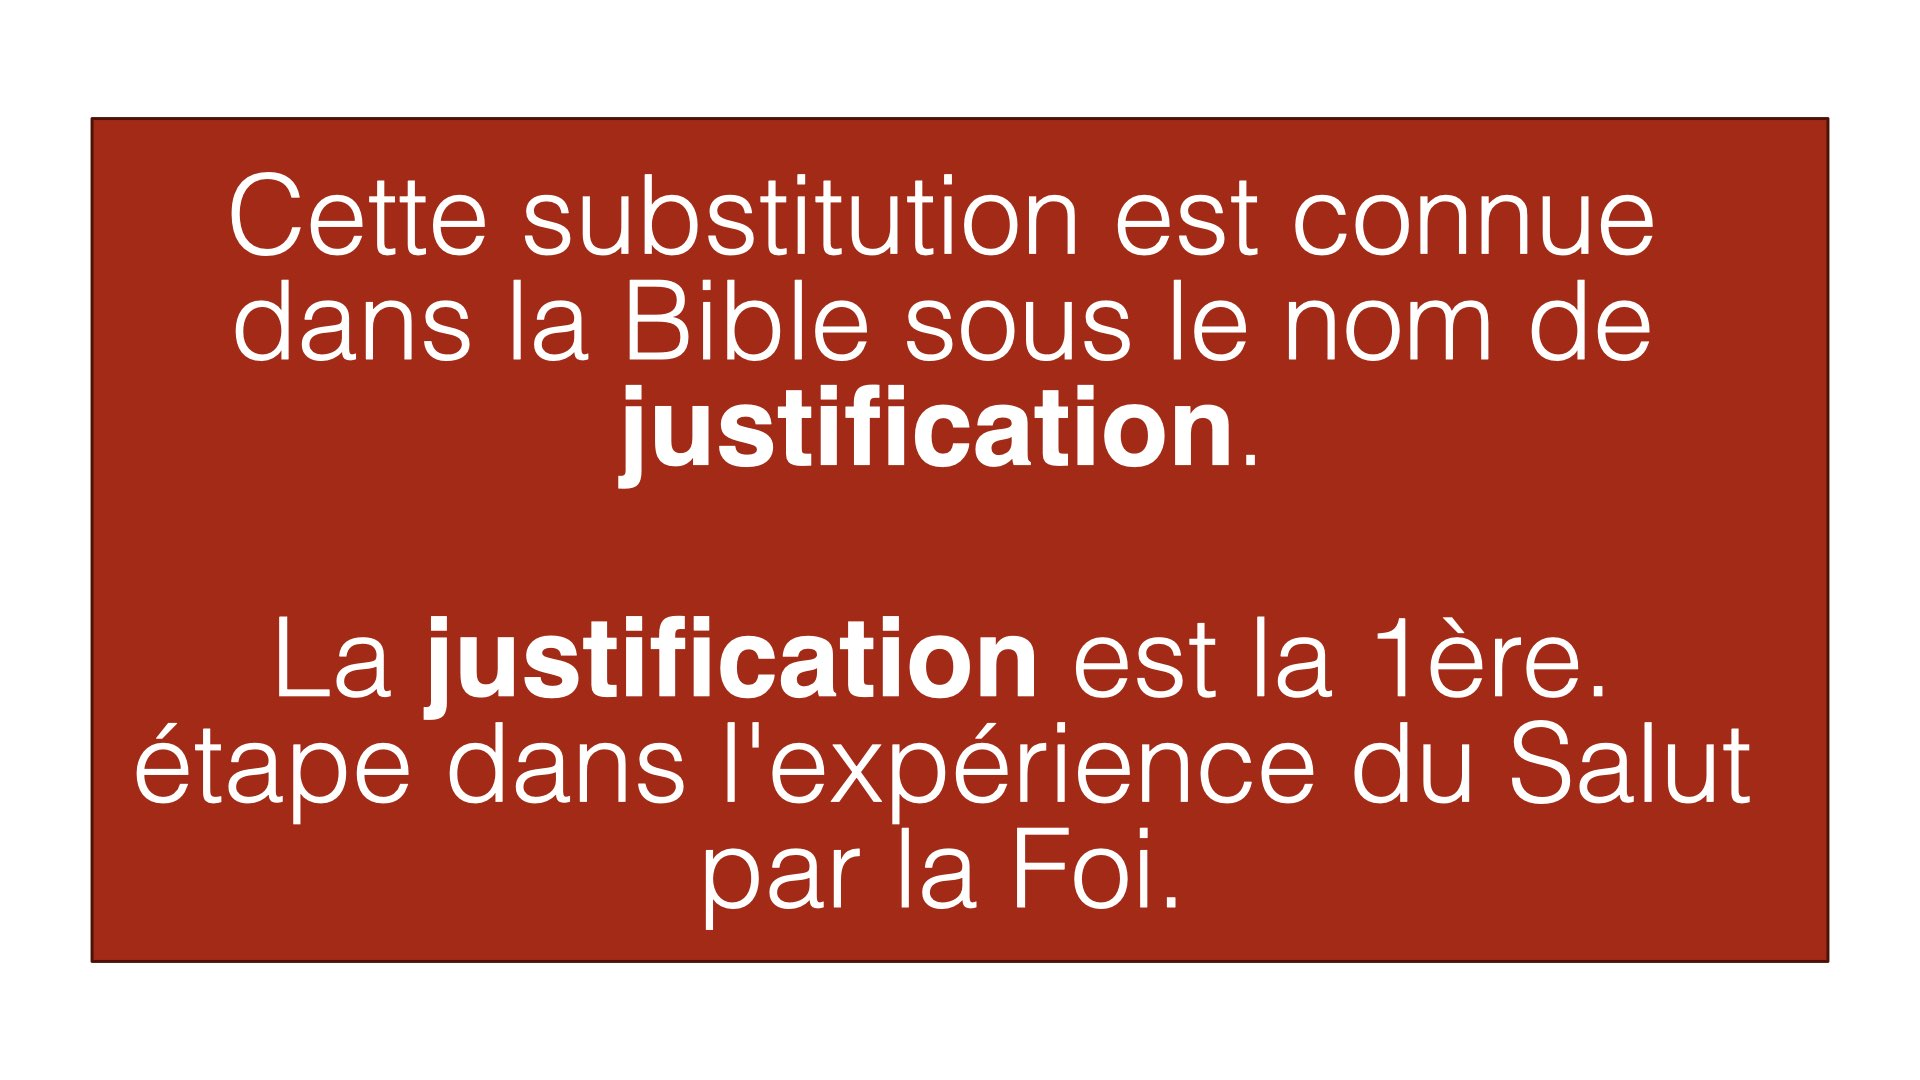 Cette substitution est connue
dans la Bible sous le nom de
justification.
La justification est la 1ère.
étape dans l'expérience du Salut
par la Foi.